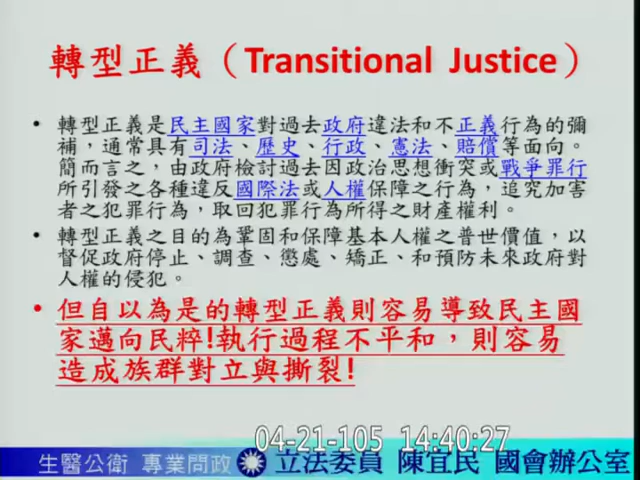 轉型正義（Transitional Justice）
• 轉型正義是民主國家對過去政府違法和不正義行為的彌
補，通常具有司法、歷史、行政、憲法、賠償等面向。
簡而言之，由政府檢討過去因政治思想衝突或戰爭罪行
所引發之各種違反國際法或人權保障之行為，追究加害
者之犯罪行為，取回犯罪行為所得之財產權利。
• 轉型正義之目的為鞏固和保障基本人權之普世價值，以
督促政府停止、調查、懲處、矯正、和預防未來政府對
人權的侵犯。
• 但自以為是的轉型正義則容易導致民主國
家邁向民粹!執行過程不平和，則容易
造成族群對立與撕裂!
04-21-105 14:40:27
生醫公衛 專業問政 立法委員 陳宜民 國會辦公室